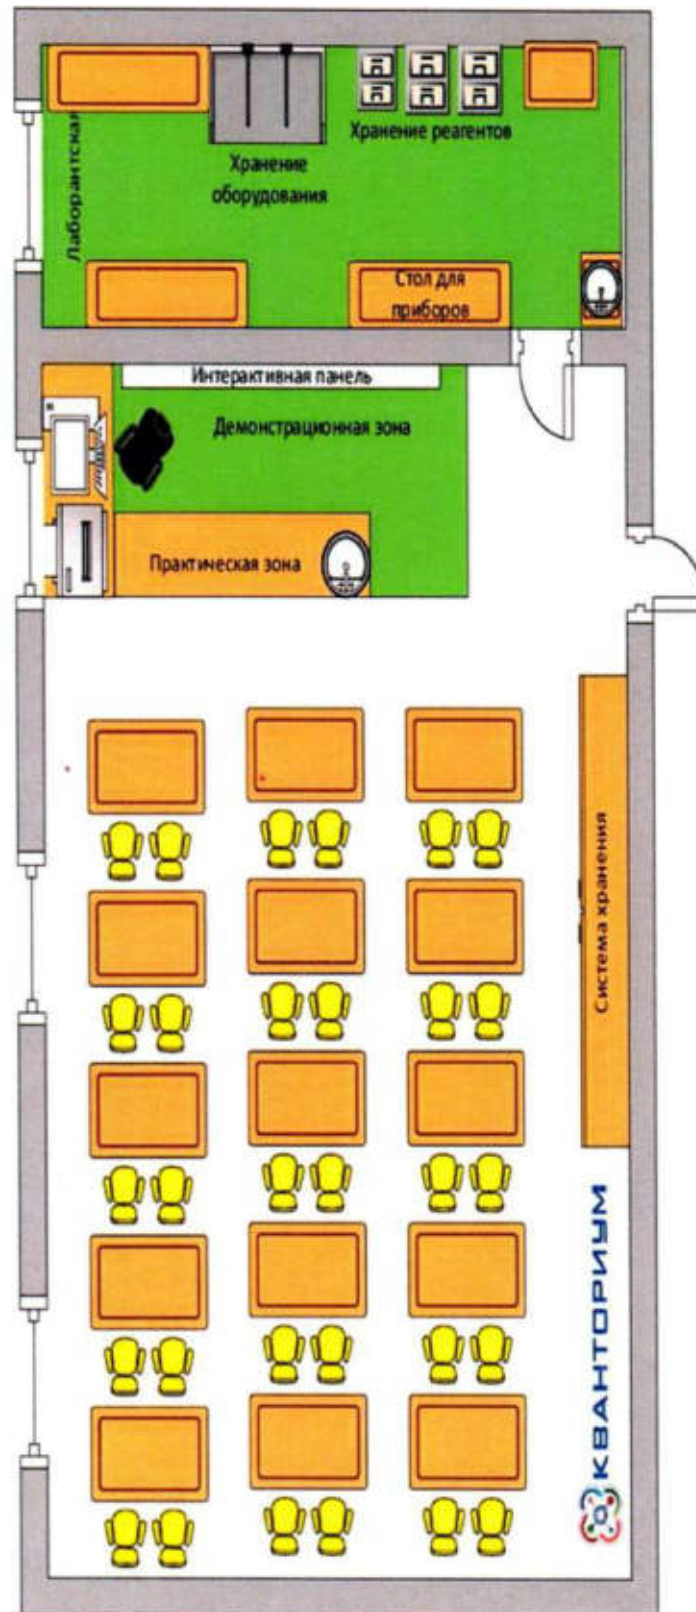 Лаборантская
Хранение
оборудования
Хранение реагентов
Стол для
приборов
Интерактивная панель
Демонстрационная зона
Практическая зона
Система хранения
КВАНТОРИУМ